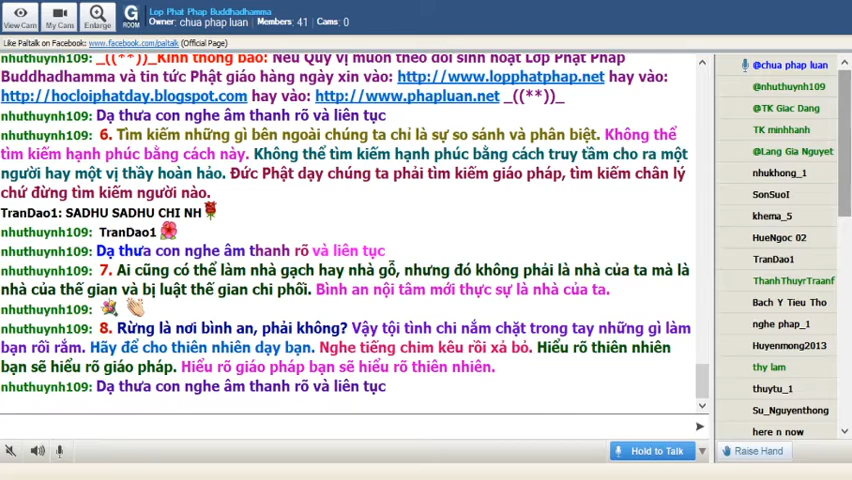 Lop Phat Phap Buddhadhamma
Owner: chua phap luan Members: 41 Cams: 0
View Cam My Cam Enlarge G ROOM
Like Paltalk on Facebook: www.facebook.com/paltalk (Official Page)
nhuthuynh109: _((**))_Kính thông báo: Nếu Quý vị muốn theo dõi sinh hoạt Lớp Phật Pháp
Buddhadhamma và tin tức Phật giáo hàng ngày xin vào: http://www.lopphatphap.net hay vào:
http://hocloiphatday.blogspot.com hay vào: http://www.phapluan.net _((**))_
nhuthuynh109: Dạ thưa con nghe âm thanh rõ và liên tục
nhuthuynh109: 6. Tìm kiếm những gì bên ngoài chúng ta chỉ là sự so sánh và phân biệt. Không thể
tìm kiếm hạnh phúc bằng cách này. Không thể tìm kiếm hạnh phúc bằng cách truy tầm cho ra một
người hay một vị thầy hoàn hảo. Đức Phật dạy chúng ta phải tìm kiếm giáo pháp, tìm kiếm chân lý
chứ đừng tìm kiếm người nào.
TranDao1: SADHU SADHU CHI NH
nhuthuynh109: TranDao1
nhuthuynh109: Dạ thưa con nghe âm thanh rõ và liên tục
nhuthuynh109: 7. Ai cũng có thể làm nhà gạch hay nhà gỗ, nhưng đó không phải là nhà của ta mà là
nhà của thế gian và bị luật thế gian chi phối. Bình an nội tâm mới thực sự là nhà của ta.
nhuthuynh109:
nhuthuynh109: 8. Rừng là nơi bình an, phải không? Vậy tội tình chi nắm chặt trong tay những gì làm
bạn rối rắm. Hãy để cho thiên nhiên dạy bạn. Nghe tiếng chim kêu rồi xả bỏ. Hiểu rõ thiên nhiên
bạn sẽ hiểu rõ giáo pháp. Hiểu rõ giáo pháp bạn sẽ hiểu rõ thiên nhiên.
nhuthuynh109: Dạ thưa con nghe âm thanh rõ và liên tục
Hold to Talk
@chua phap luan
@nhuthuynh109
@TK Giac Dang
TK minhhanh
@Lang Gia Nguyet
nhukhong_1
SonSuoI
khema_5
HueNgoc 02
TranDao1
ThanhThuyrTraanf
Bach Y Tieu Tho
nghe phap_1
Huyenmong2013
thy lam
thuytu_1
Su_Nguyenthong
here n now
Raise Hand